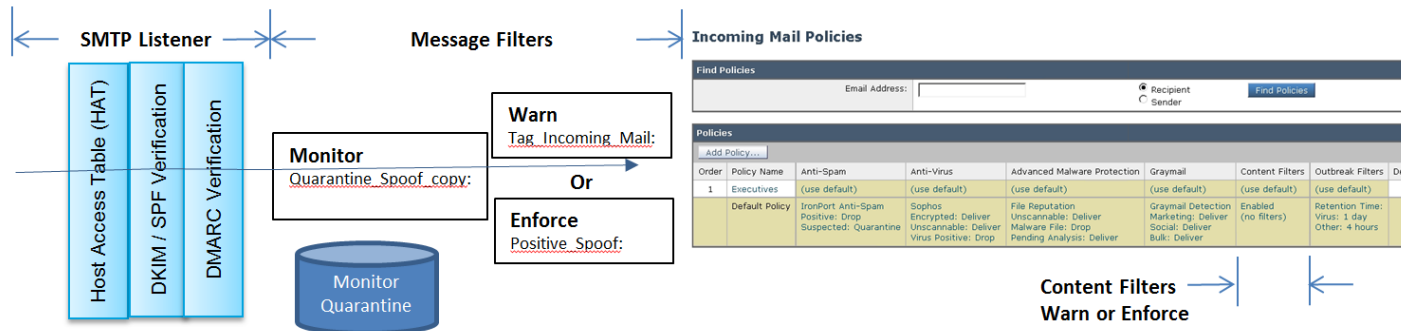 SMTP Listener
Message Filters
Host Access Table (HAT)
DKIM / SPF Verification
DMARC Verification
Monitor
Quarantine_Spoof_copy:
Warn
Tag_Incoming_Mail:
Or
Enforce
Positive_Spoof:
Monitor
Quarantine
Incoming Mail Policies
Find Policies
Email Address:
Recipient
Sender
Find Policies
Policies
Add Policy...
Order Policy Name Anti-Spam Anti-Virus Advanced Malware Protection Graymail Content Filters Outbreak Filters De
1 Executives (use default) (use default) (use default) (use default) (use default) (use default)
Default Policy IronPort Anti-Spam Sophos File Reputation Graymail Detection Enabled Retention Time:
Positive: Drop Encrypted: Deliver Unscannable: Deliver Marketing: Deliver (no filters) Virus: 1 day
Suspected: Quarantine Unscannable: Deliver Malware File: Drop Social: Deliver Other: 4 hours
Virus Positive: Drop Pending Analysis: Deliver Bulk: Deliver
Content Filters
Warn or Enforce